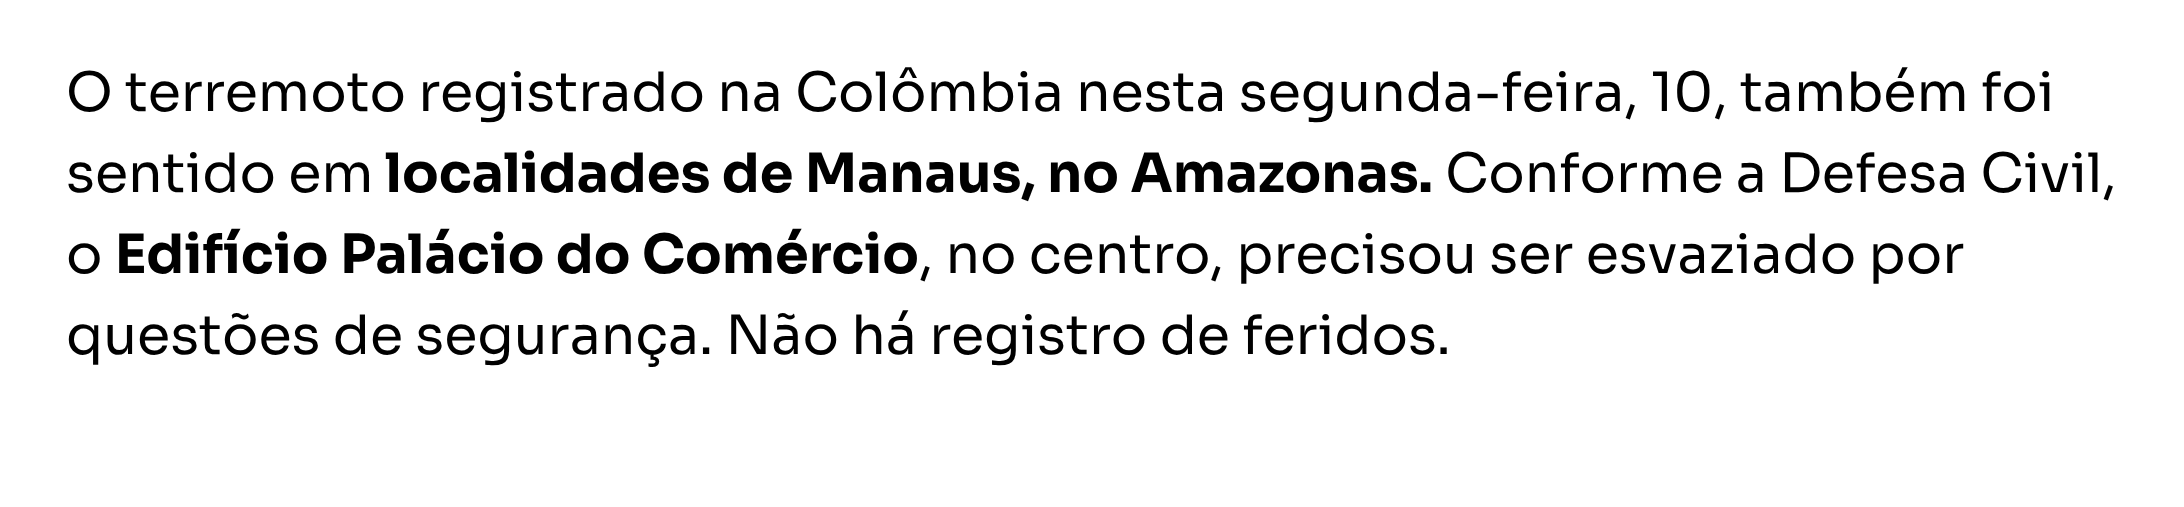 O terremoto registrado na Colômbia nesta segunda-feira, 10, também foi
sentido em localidades de Manaus, no Amazonas. Conforme a Defesa Civil,
o Edifício Palácio do Comércio, no centro, precisou ser esvaziado por
questões de segurança. Não há registro de feridos.